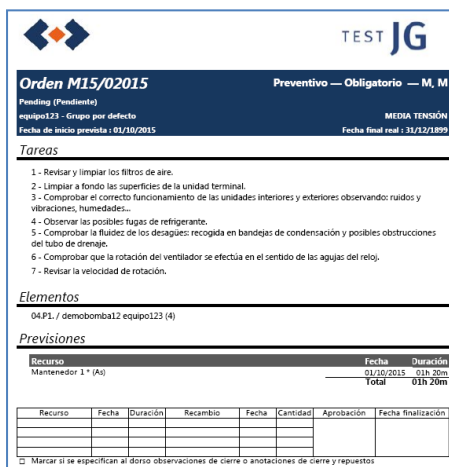 TEST JG
Orden M15/02015
Preventivo — Obligatorio — M, M
Pending (Pendiente)
equipo123 - Grupo por defecto
MEDIA TENSIÓN
Fecha de inicio prevista : 01/10/2015
Fecha final real : 31/12/1899
Tareas
1 - Revisar y limpiar los filtros de aire.
2 - Limpiar a fondo las superficies de la unidad terminal.
3 - Comprobar el correcto funcionamiento de las unidades interiores y exteriores observando: ruidos y
vibraciones, humedades...
4 - Observar las posibles fugas de refrigerante.
5 - Comprobar la fluidez de los desagües: recogida en bandejas de condensación y posibles obstrucciones
del tubo de drenaje.
6 - Comprobar que la rotación del ventilador se efectúa en el sentido de las agujas del reloj.
7 - Revisar la velocidad de rotación.
Elementos
04.P1. / demobomba12 equipo123 (4)
Previsiones
Recurso Fecha Duración
Mantenedor 1 * (As) 01/10/2015 01h 20m
Total 01h 20m
Recurso Fecha Duración Recambio Fecha Cantidad Aprobación Fecha finalización
□ Marcar si se especifican al dorso observaciones de cierre o anotaciones de cierre y repuestos